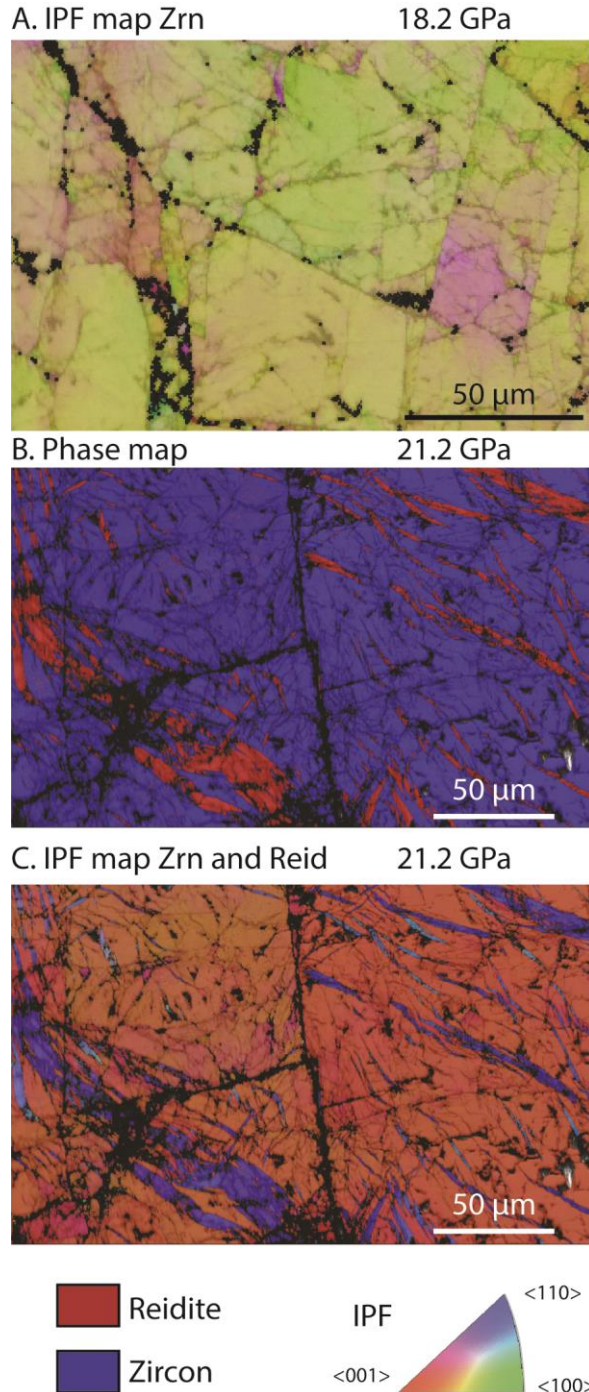 A. IPF map Zrn 18.2 GPa
50 µm
B. Phase map 21.2 GPa
50 µm
C. IPF map Zrn and Reid 21.2 GPa
50 µm
Reidite IPF <110>
Zircon <001> <100>